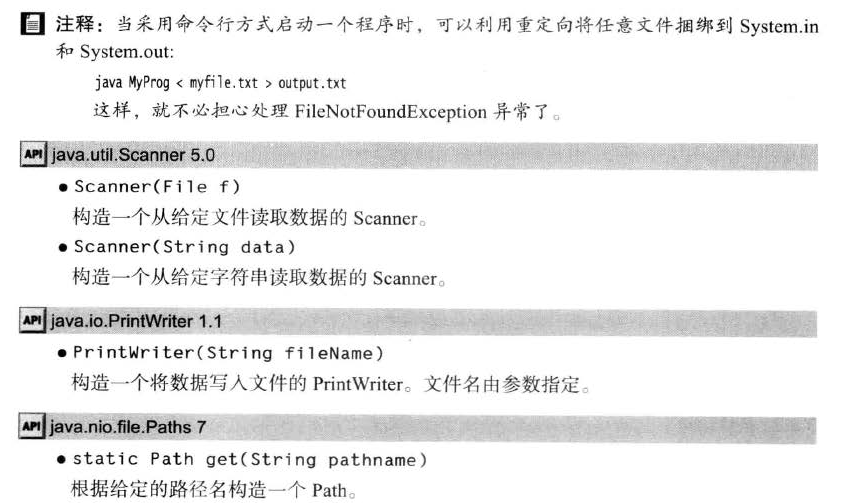 注释：当采用命令行方式启动一个程序时，可以利用重定向将任意文件捆绑到 System.in
和 System.out:
java MyProg < myfile.txt > output.txt
这样，就不必担心处理 FileNotFoundException 异常了。
API java.util.Scanner 5.0
● Scanner(File f)
构造一个从给定文件读取数据的 Scanner。
● Scanner(String data)
构造一个从给定字符串读取数据的 Scanner。
API java.io.PrintWriter 1.1
● PrintWriter(String fileName)
构造一个将数据写入文件的 PrintWriter。文件名由参数指定。
API java.nio.file.Paths 7
● static Path get(String pathname)
根据给定的路径名构造一个 Path。